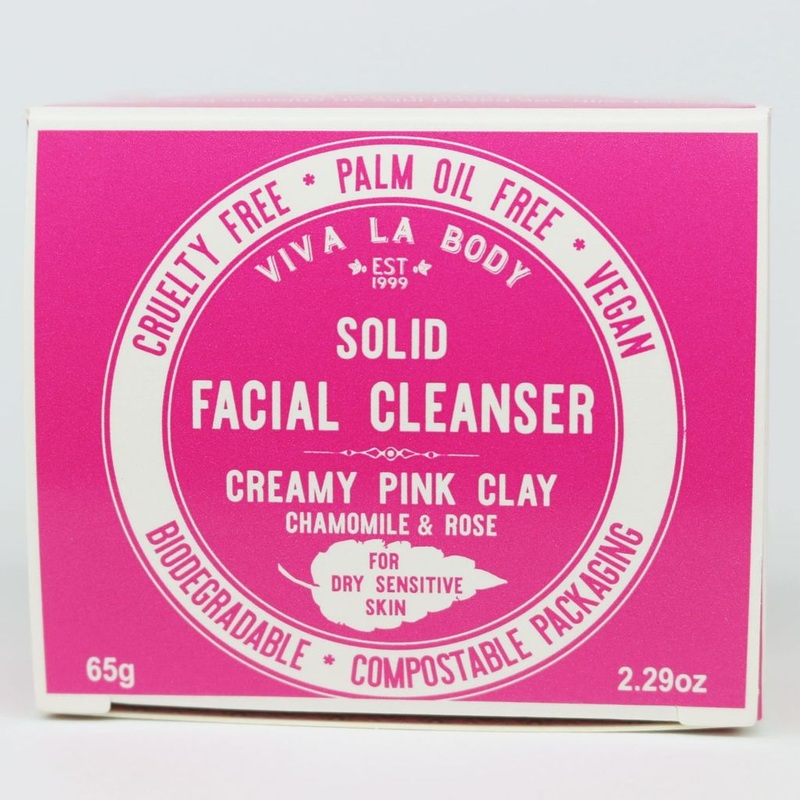 CRUELTY FREE * PALM OIL FREE * VEGAN
VIVA LA BODY
EST
1999
SOLID
FACIAL CLEANSER
CREAMY PINK CLAY
CHAMOMILE & ROSE
FOR
DRY SENSITIVE
SKIN
BIODEGRADABLE * COMPOSTABLE PACKAGING
65g
2.29oz